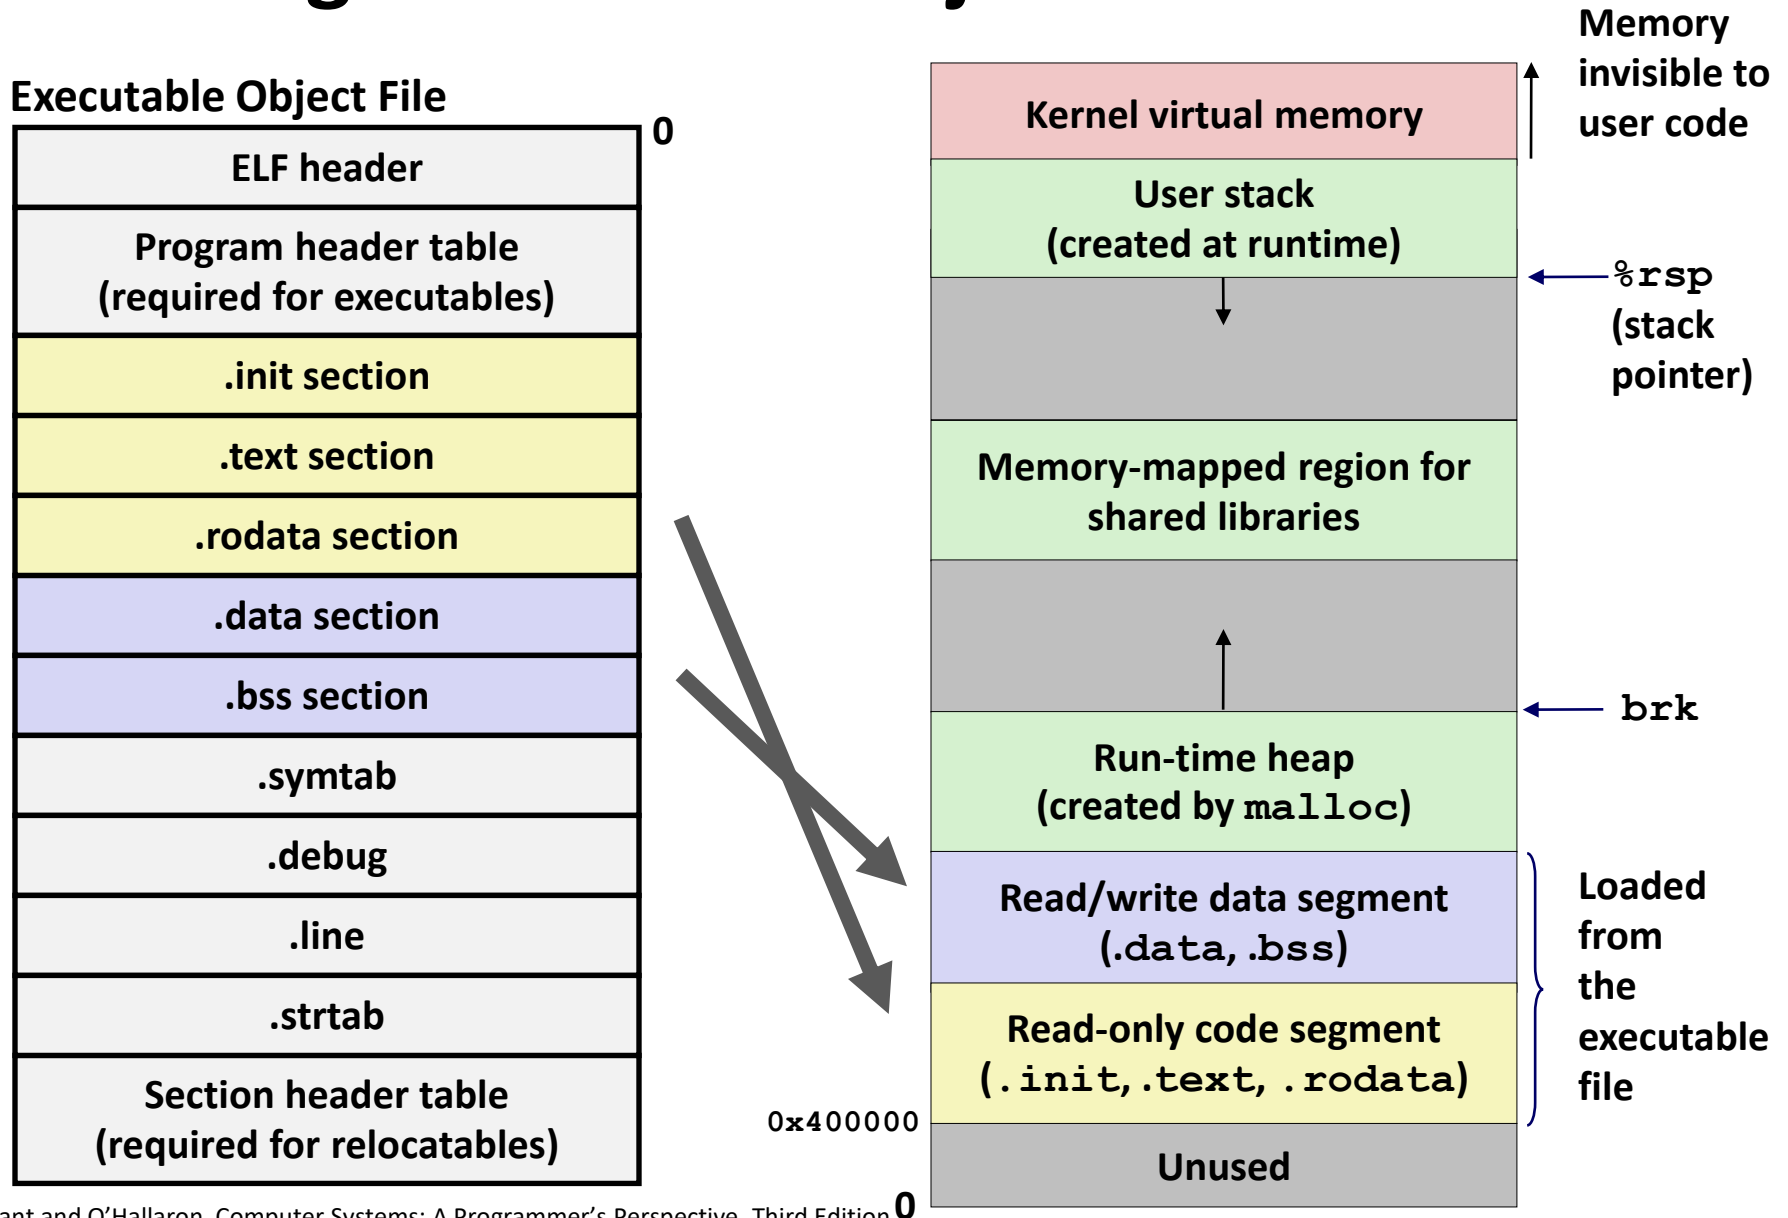 Executable Object File
0
ELF header
Program header table
(required for executables)
.init section
.text section
.rodata section
.data section
.bss section
.symtab
.debug
.line
.strtab
Section header table
(required for relocatables)
Kernel virtual memory
User stack
(created at runtime)
Memory-mapped region for
shared libraries
Run-time heap
(created by malloc)
Read/write data segment
(.data, .bss)
Read-only code segment
(.init, .text, .rodata)
Unused
0x400000
0
Memory
invisible to
user code
%rsp
(stack
pointer)
brk
Loaded
from
the
executable
file
and O'Hallaron, Computer Systems: A Programmer's Perspective, Third Edition